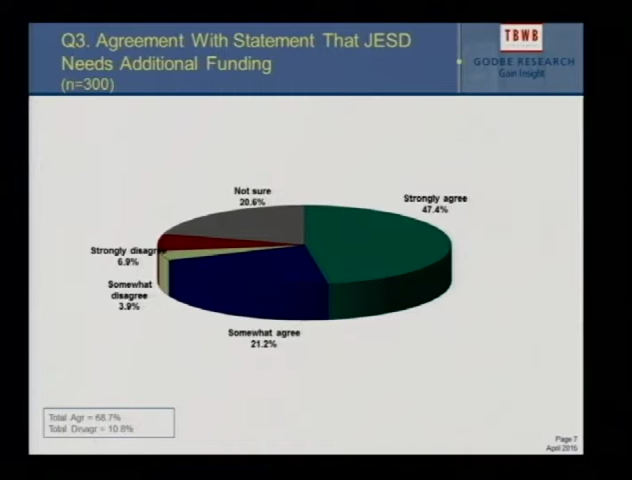 Q3. Agreement With Statement That JESD
Needs Additional Funding
(n=300)
TBWB
GODBE RESEARCH
Gain Insight
Not sure
20.6%
Strongly agree
47.4%
Strongly disagree
6.9%
Somewhat
disagree
3.9%
Somewhat agree
21.2%
Total Agr = 68.7%
Total Disagr = 10.8%
Page 7
April 2015